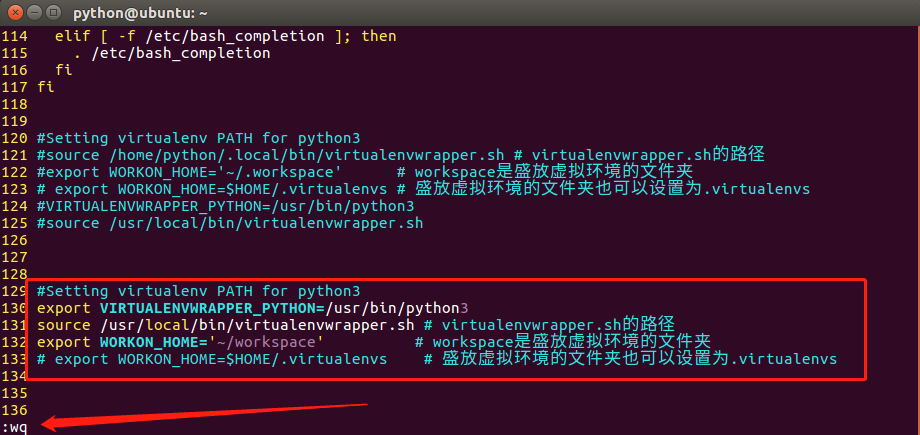 python@ubuntu: ~
114 elif [ -f /etc/bash_completion ]; then
115 . /etc/bash_completion
116 fi
117 fi
118
119
120 #Setting virtualenv PATH for python3
121 #source /home/python/.local/bin/virtualenvwrapper.sh # virtualenvwrapper.sh的路径
122 #export WORKON_HOME='~/.workspace' # workspace是盛放虚拟环境的文件夹
123 # export WORKON_HOME=$HOME/.virtualenvs # 盛放虚拟环境的文件夹也可以设置为.virtualenvs
124 #VIRTUALENVWRAPPER_PYTHON=/usr/bin/python3
125 #source /usr/local/bin/virtualenvwrapper.sh
126
127
128
129 #Setting virtualenv PATH for python3
130 export VIRTUALENVWRAPPER_PYTHON=/usr/bin/python3
131 source /usr/local/bin/virtualenvwrapper.sh # virtualenvwrapper.sh的路径
132 export WORKON_HOME='~/workspace' # workspace是盛放虚拟环境的文件夹
133 # export WORKON_HOME=$HOME/.virtualenvs # 盛放虚拟环境的文件夹也可以设置为.virtualenvs
134
135
136
:wq